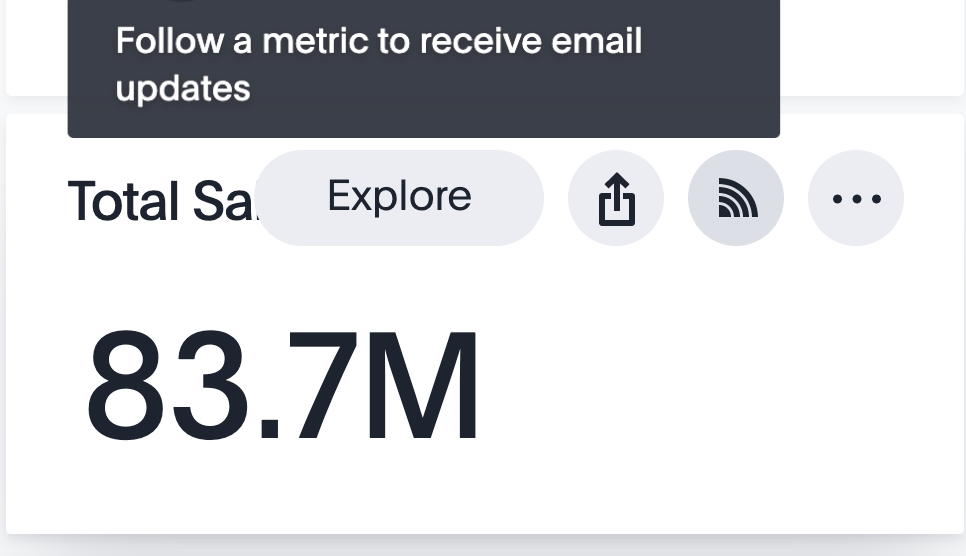 Follow a metric to receive email
updates
Total Sa
Explore
83.7M